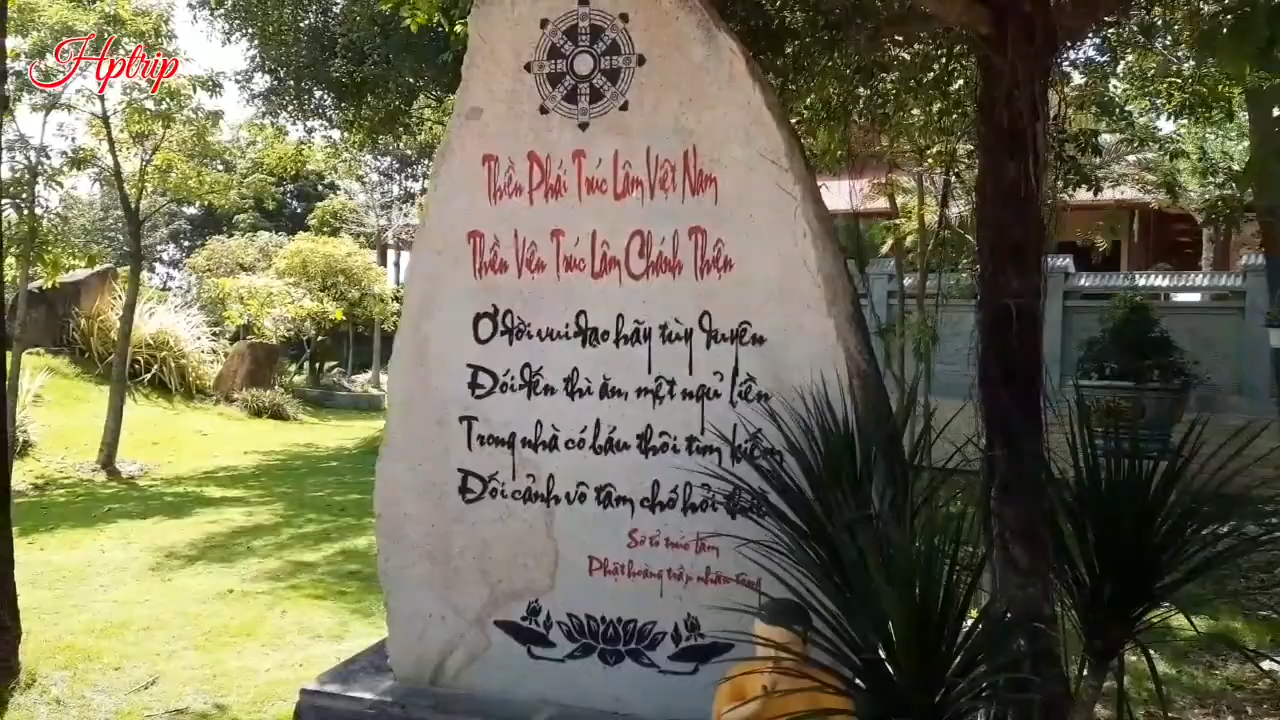 Hptrip
Thiền Phái Trúc Lâm Việt Nam
Thiền Viện Trúc Lâm Chánh Thiện
Ở đời vui đạo hãy tùy duyên
Đói đến thì ăn, mệt ngủ liền
Trong nhà có báu thôi tìm kiếm
Đối cảnh vô tâm chớ hỏi
Sơ tổ trúc lâm
Phật hoàng trần nhân tông